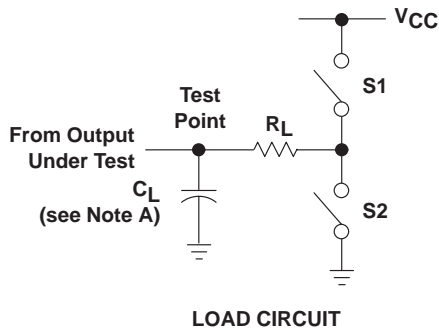 VCC
S1
Test
Point
RL
From Output
Under Test
CL
(see Note A)
S2
LOAD CIRCUIT